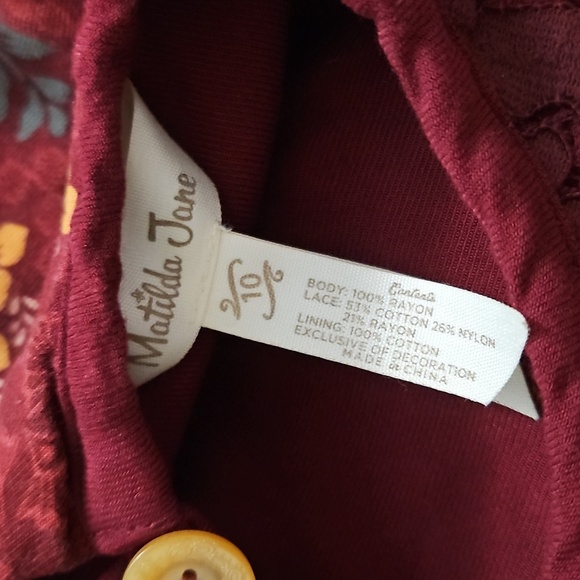 Matilda Jane
10
Contents
BODY: 100% RAYON
LACE: 53% COTTON 26% NYLON
21% RAYON
LINING: 100% COTTON
EXCLUSIVE OF DECORATION
MADE in CHINA